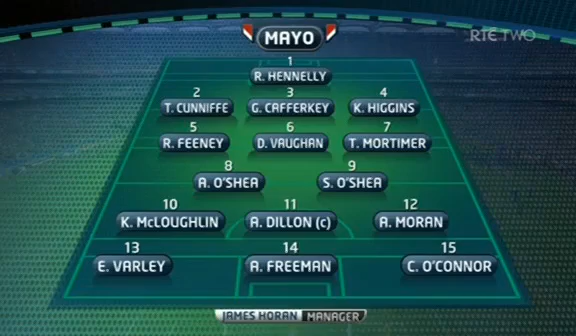 RTÉ TWO
MAYO
1
R. HENNELLY
2 3 4
T. CUNNIFFE G. CAFFERKEY K. HIGGINS
5 6 7
R. FEENEY D. VAUGHAN T. MORTIMER
8 9
A. O'SHEA S. O'SHEA
10 11 12
K. McLOUGHLIN A. DILLON (c) A. MORAN
13 14 15
E. VARLEY A. FREEMAN C. O'CONNOR
JAMES HORAN MANAGER